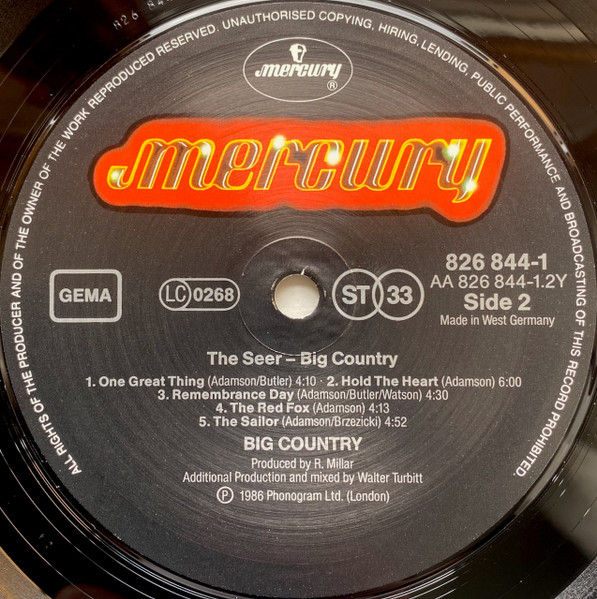 826 84
ALL RIGHTS OF THE PRODUCER AND OF THE OWNER OF THE WORK REPRODUCED RESERVED. UNAUTHORISED COPYING, HIRING, LENDING, PUBLIC PERFORMANCE AND BROADCASTING OF THIS RECORD PROHIBITED.
mercury
®
mercury
GEMA
LC 0268
ST 33
826 844-1
AA 826 844-1.2Y
Side 2
Made in West Germany
The Seer – Big Country
1. One Great Thing (Adamson/Butler) 4:10 · 2. Hold The Heart (Adamson) 6:00
3. Remembrance Day (Adamson/Butler/Watson) 4:30
4. The Red Fox (Adamson) 4:13
5. The Sailor (Adamson/Brzezicki) 4:52
BIG COUNTRY
Produced by R. Millar
Additional Production and mixed by Walter Turbitt
Ⓟ 1986 Phonogram Ltd. (London)